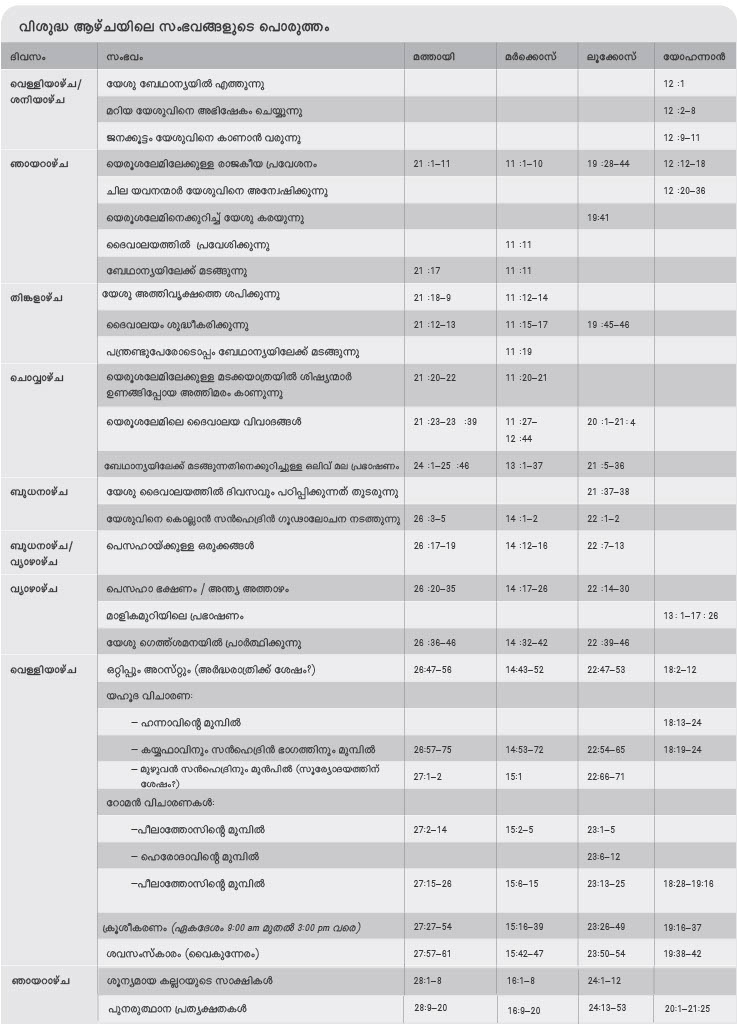 വിശുദ്ധ ആഴ്ചയിലെ സംഭവങ്ങളുടെ പൊരുത്തം
ദിവസം സംഭവം മത്തായി മർക്കൊസ് ലൂക്കോസ് യോഹന്നാൻ
വെള്ളിയാഴ്ച/ യേശു ബേഥാന്യയിൽ എത്തുന്നു 12 :1
ശനിയാഴ്ച
മറിയ യേശുവിനെ അഭിഷേകം ചെയ്യുന്നു 12 :2–8
ജനക്കൂട്ടം യേശുവിനെ കാണാൻ വരുന്നു 12 :9–11
ഞായറാഴ്ച യെരൂശലേമിലേക്കുള്ള രാജകീയ പ്രവേശനം 21 :1–11 11 :1–10 19 :28–44 12 :12–18
ചില യവനന്മാർ യേശുവിനെ അന്വേഷിക്കുന്നു 12 :20–36
യെരൂശലേമിനെക്കുറിച്ച് യേശു കരയുന്നു 19:41
ദൈവാലയത്തിൽ പ്രവേശിക്കുന്നു 11 :11
ബേഥാന്യയിലേക്ക് മടങ്ങുന്നു 21 :17 11 :11
തിങ്കളാഴ്ച യേശു അത്തിവൃക്ഷത്തെ ശപിക്കുന്നു 21 :18–9 11 :12–14
ദൈവാലയം ശുദ്ധീകരിക്കുന്നു 21 :12–13 11 :15–17 19 :45–46
പന്ത്രണ്ടുപേരോടൊപ്പം ബേഥാന്യയിലേക്ക് മടങ്ങുന്നു 11 :19
ചൊവ്വാഴ്ച യെരൂശലേമിലേക്കുള്ള മടക്കയാത്രയിൽ ശിഷ്യന്മാർ 21 :20–22 11 :20–21
ഉണങ്ങിപ്പോയ അത്തിമരം കാണുന്നു
യെരൂശലേമിലെ ദൈവാലയ വിവാദങ്ങൾ 21 :23–23 :39 11 :27– 20 :1–21:4
12 :44
ബേഥാന്യയിലേക്ക് മടങ്ങുന്നതിനെക്കുറിച്ചുള്ള ഒലിവ് മല പ്രഭാഷണം 24 :1–25 :46 13 :1–37 21 :5–36
ബുധനാഴ്ച യേശു ദൈവാലയത്തിൽ ദിവസവും പഠിപ്പിക്കുന്നത് തുടരുന്നു 21 :37–38
യേശുവിനെ കൊല്ലാൻ സൻഹെദ്രിൻ ഗൂഢാലോചന നടത്തുന്നു 26 :3–5 14 :1–2 22 :1–2
ബുധനാഴ്ച/ പെസഹായ്ക്കുള്ള ഒരുക്കങ്ങൾ 26 :17–19 14 :12–16 22 :7–13
വ്യാഴാഴ്ച
വ്യാഴാഴ്ച പെസഹാ ഭക്ഷണം / അന്ത്യ അത്താഴം 26 :20–35 14 :17–26 22 :14–30
മാളികമുറിയിലെ പ്രഭാഷണം 13 : 1–17 : 26
യേശു ഗെത്ത്ശമനയിൽ പ്രാർത്ഥിക്കുന്നു 26 :36–46 14 :32–42 22 :39–46
വെള്ളിയാഴ്ച ഒറ്റിപ്പും അറസ്റ്റും (അർദ്ധരാത്രിക്ക് ശേഷം?) 26:47–56 14:43–52 22:47–53 18:2–12
യഹൂദ വിചാരണ:
– ഹന്നാവിന്റെ മുമ്പിൽ 18:13–24
– കയ്യഫാവിനും സൻഹെദ്രിൻ ഭാഗത്തിനും മുമ്പിൽ 26:57–75 14:53–72 22:54–65 18:19–24
– മുഴുവൻ സൻഹെദ്രിനും മുൻപിൽ (സൂര്യോദയത്തിന് 27:1–2 15:1 22:66–71
ശേഷം?)
റോമൻ വിചാരണകൾ:
–പീലാത്തോസിന്റെ മുമ്പിൽ 27:2–14 15:2–5 23:1–5
– ഹെരോദാവിന്റെ മുമ്പിൽ 23:6–12
–പീലാത്തോസിന്റെ മുമ്പിൽ 27:15–26 15:6–15 23:13–25 18:28–19:16
ക്രൂശീകരണം (ഏകദേശം 9:00 am മുതൽ 3:00 pm വരെ) 27:27–54 15:16–39 23:26–49 19:16–37
ശവസംസ്കാരം (വൈകുന്നേരം) 27:57–61 15:42–47 23:50–54 19:38–42
ഞായറാഴ്ച ശൂന്യമായ കല്ലറയുടെ സാക്ഷികൾ 28:1–8 16:1–8 24:1–12
പുനരുത്ഥാന പ്രത്യക്ഷതകൾ 28:9–20 16:9–20 24:13–53 20:1–21:25